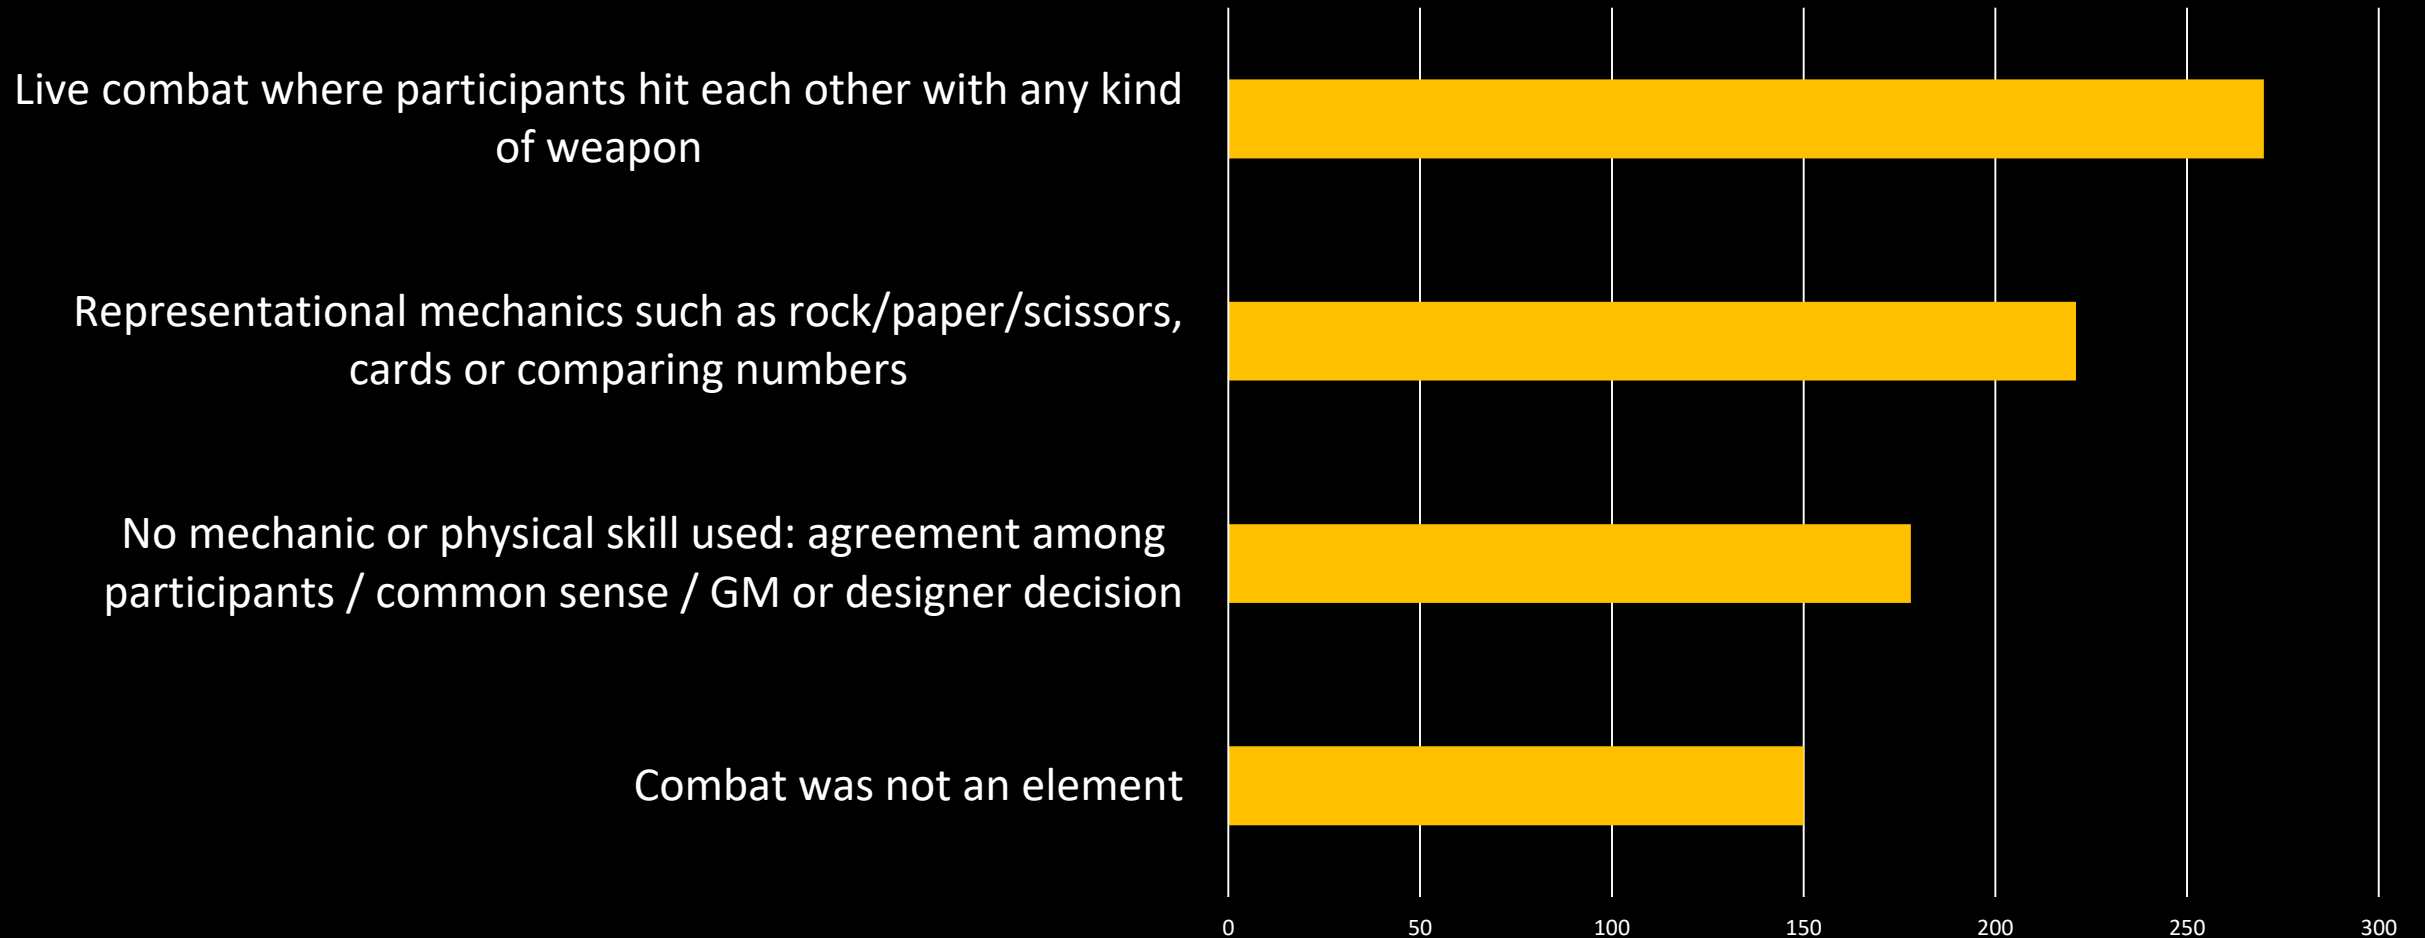 Live combat where participants hit each other with any kind
of weapon
Representational mechanics such as rock/paper/scissors,
cards or comparing numbers
No mechanic or physical skill used: agreement among
participants / common sense / GM or designer decision
Combat was not an element
0 50 100 150 200 250 300